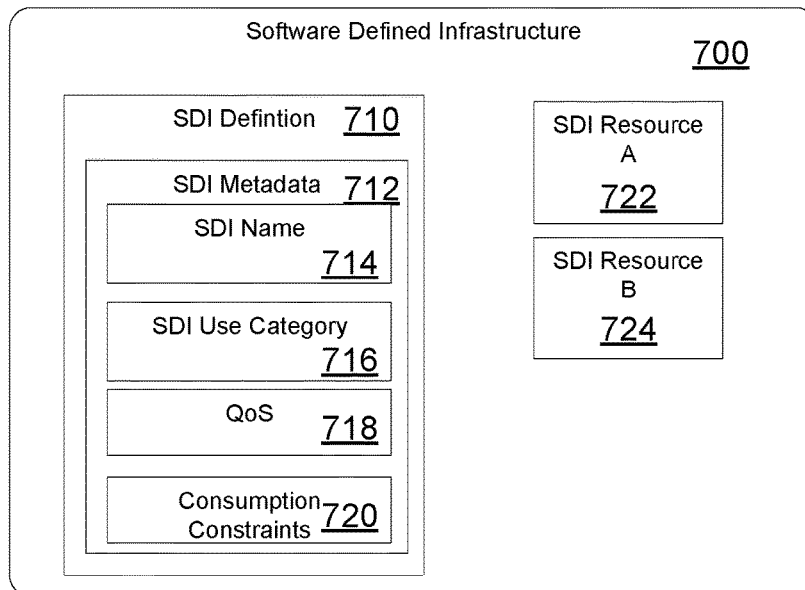 Software Defined Infrastructure
700
SDI Defintion 710
SDI Metadata 712
SDI Name
714
SDI Use Category
716
QoS
718
Consumption
Constraints 720
SDI Resource
A
722
SDI Resource
B
724